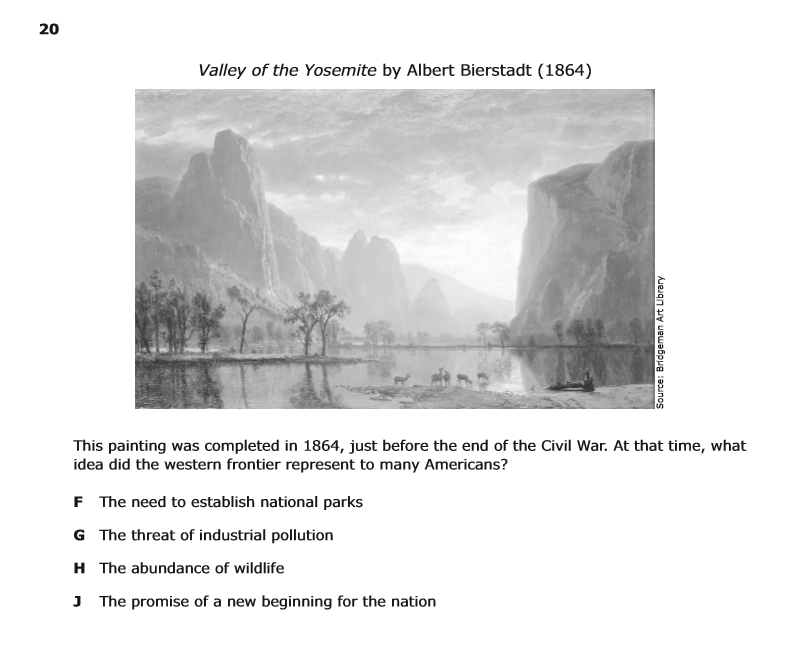 20
Valley of the Yosemite by Albert Bierstadt (1864)
Source: Bridgeman Art Library
This painting was completed in 1864, just before the end of the Civil War. At that time, what
idea did the western frontier represent to many Americans?
F The need to establish national parks
G The threat of industrial pollution
H The abundance of wildlife
J The promise of a new beginning for the nation